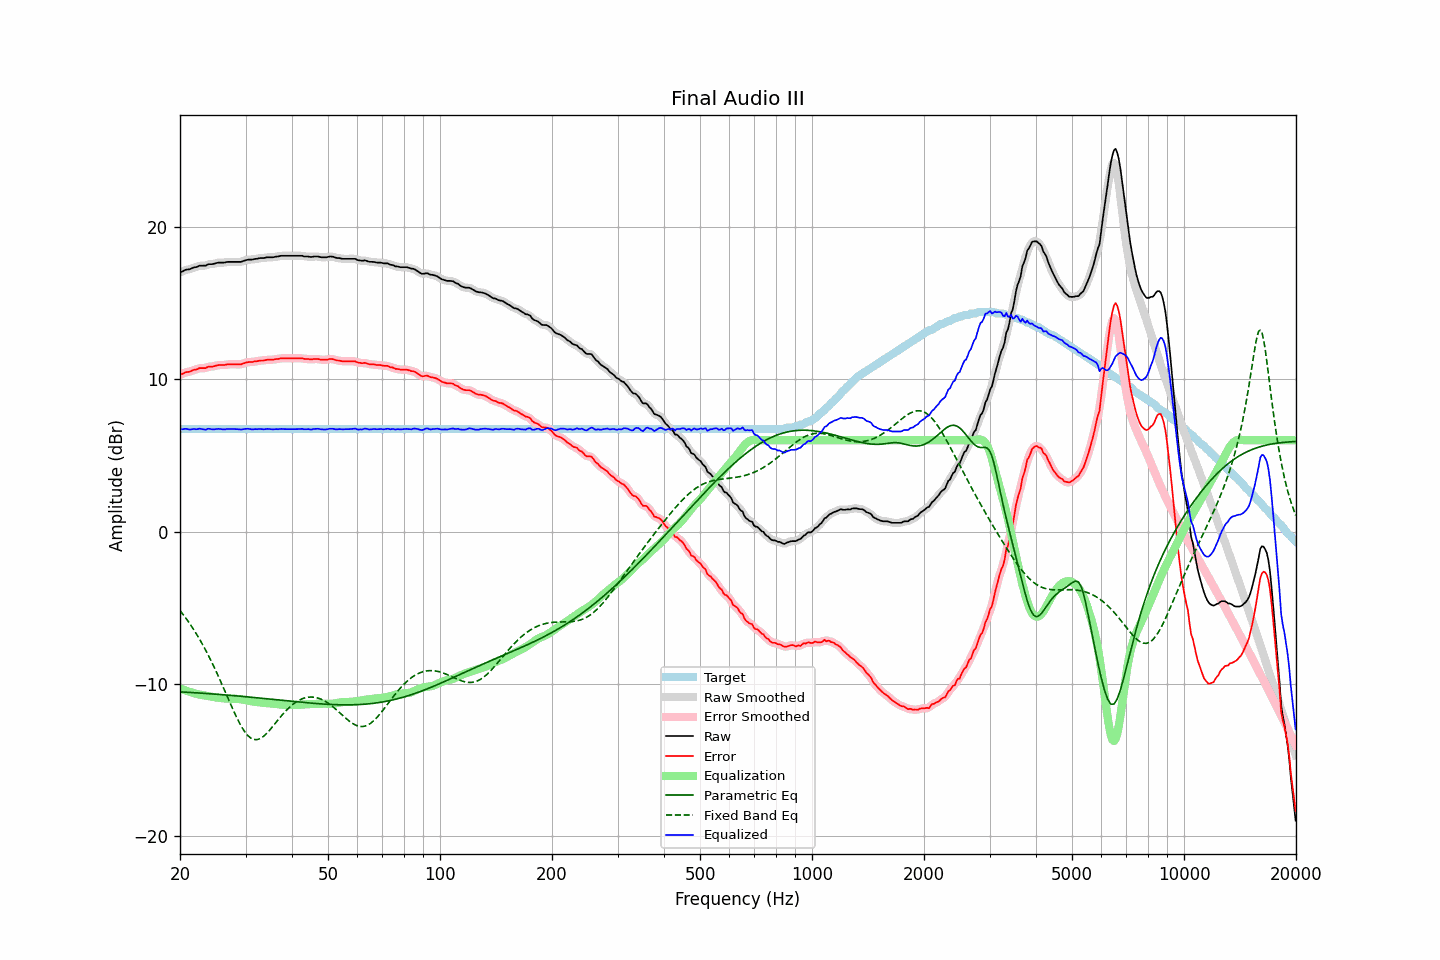 Final Audio III
Amplitude (dBr)
20
10
0
−10
−20
Target
Raw Smoothed
Error Smoothed
Raw
Error
Equalization
Parametric Eq
Fixed Band Eq
Equalized
20 50 100 200 500 1000 2000 5000 10000 20000
Frequency (Hz)